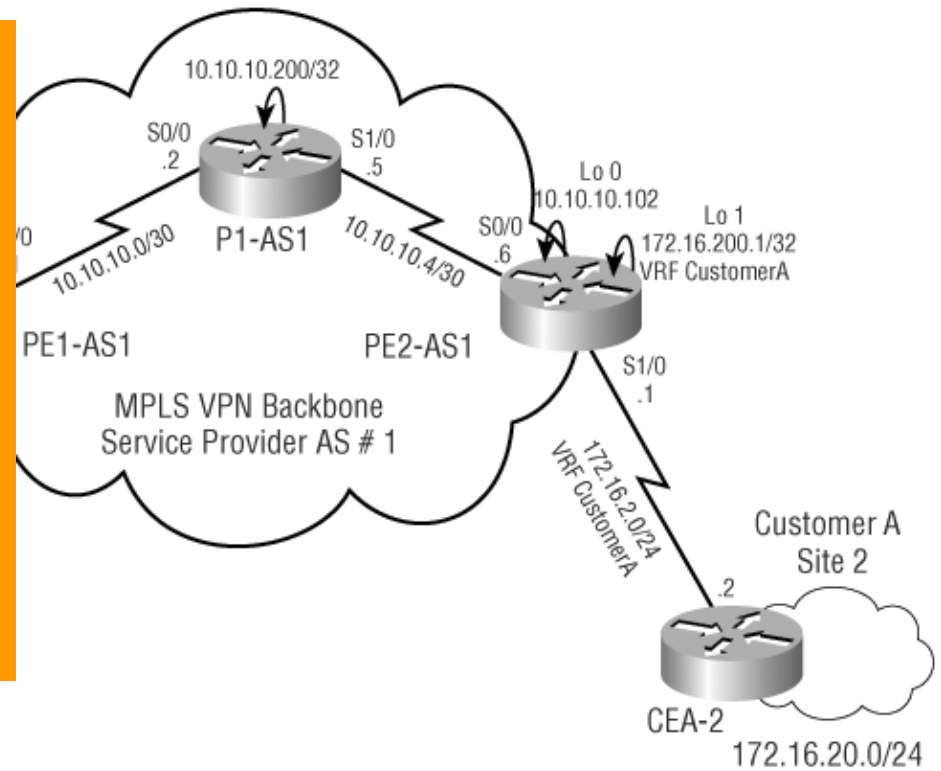 10.10.10.200/32
S0/0
.2
S1/0
.5
P1-AS1
/0
10.10.10.0/30
10.10.10.4/30
Lo 0
10.10.10.102
S0/0
.6
Lo 1
172.16.200.1/32
VRF CustomerA
PE1-AS1
PE2-AS1
S1/0
.1
MPLS VPN Backbone
Service Provider AS # 1
172.16.2.0/24
VRF CustomerA
Customer A
Site 2
.2
CEA-2
172.16.20.0/24